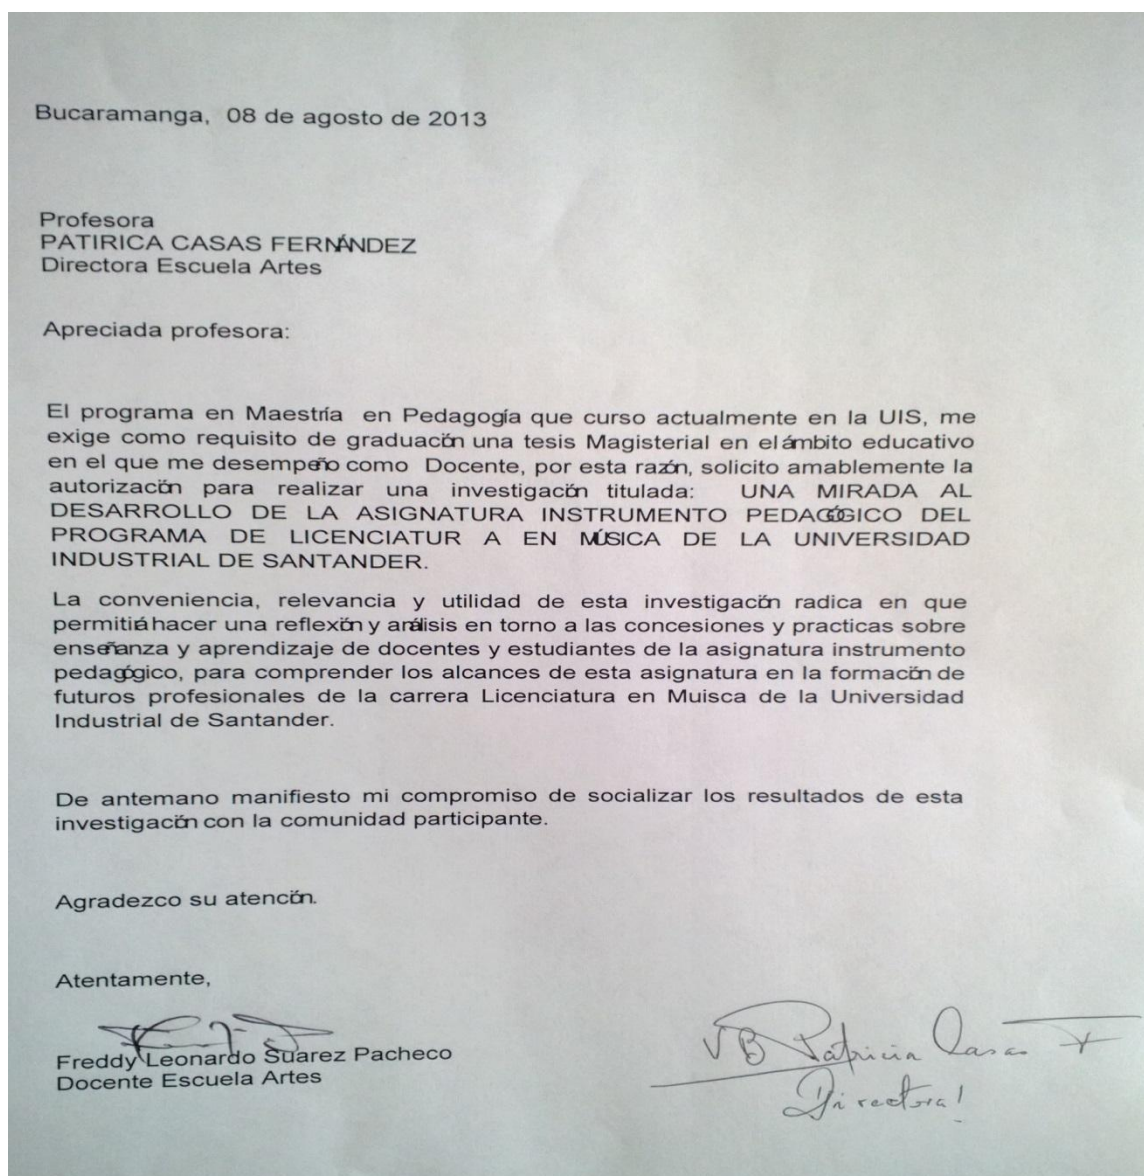 Bucaramanga, 08 de agosto de 2013
Profesora
PATIRICA CASAS FERNÁNDEZ
Directora Escuela Artes
Apreciada profesora:
El programa en Maestría en Pedagogía que curso actualmente en la UIS, me
exige como requisito de graduación una tesis Magisterial en el ámbito educativo
en el que me desempeño como Docente, por esta razón, solicito amablemente la
autorización para realizar una investigación titulada: UNA MIRADA AL
DESARROLLO DE LA ASIGNATURA INSTRUMENTO PEDAGÓGICO DEL
PROGRAMA DE LICENCIATUR A EN MÚSICA DE LA UNIVERSIDAD
INDUSTRIAL DE SANTANDER.
La conveniencia, relevancia y utilidad de esta investigación radica en que
permitirá hacer una reflexión y análisis en torno a las concesiones y practicas sobre
enseñanza y aprendizaje de docentes y estudiantes de la asignatura instrumento
pedagógico, para comprender los alcances de esta asignatura en la formación de
futuros profesionales de la carrera Licenciatura en Muisca de la Universidad
Industrial de Santander.
De antemano manifiesto mi compromiso de socializar los resultados de esta
investigación con la comunidad participante.
Agradezco su atención.
Atentamente,
Freddy Leonardo Suarez Pacheco
Docente Escuela Artes
VB Patricia Casas F
Directora!